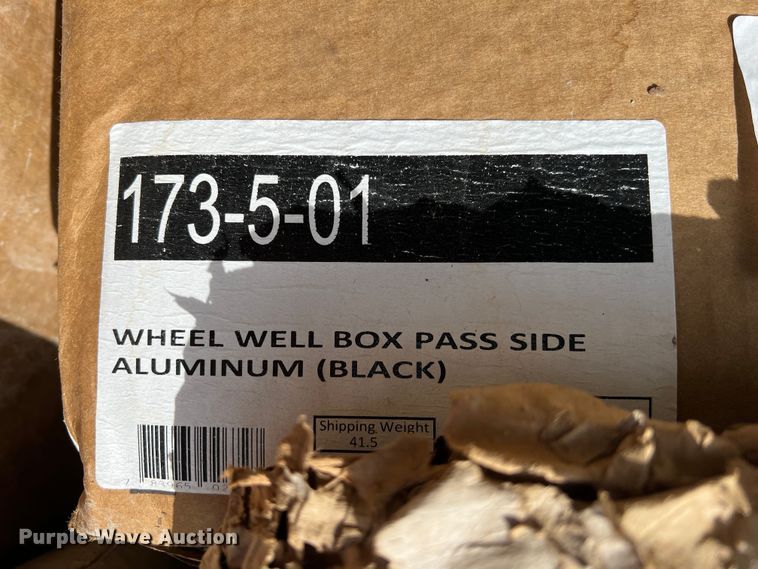 173-5-01
WHEEL WELL BOX PASS SIDE
ALUMINUM (BLACK)
Shipping Weight
41.5
Purple Wave Auction